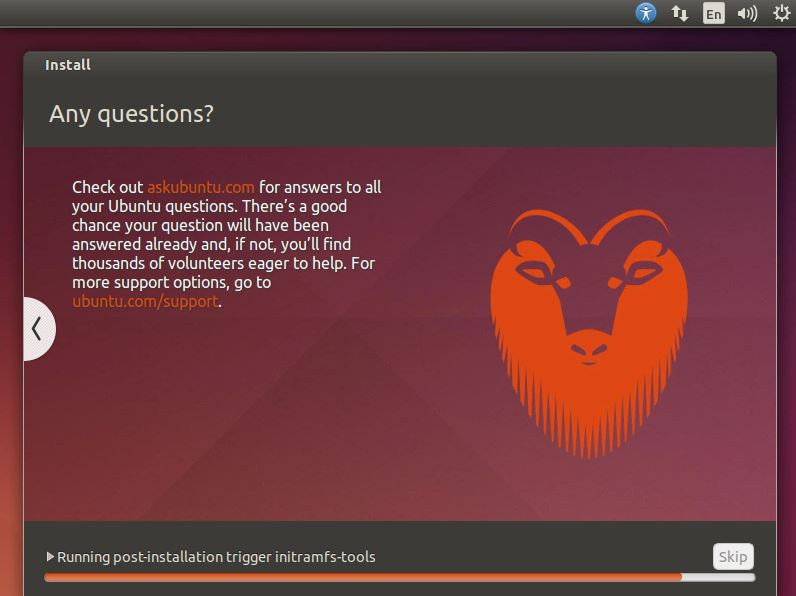 En
Install
Any questions?
Check out askubuntu.com for answers to all
your Ubuntu questions. There’s a good
chance your question will have been
answered already and, if not, you’ll find
thousands of volunteers eager to help. For
more support options, go to
ubuntu.com/support.
Running post-installation trigger initramfs-tools
Skip